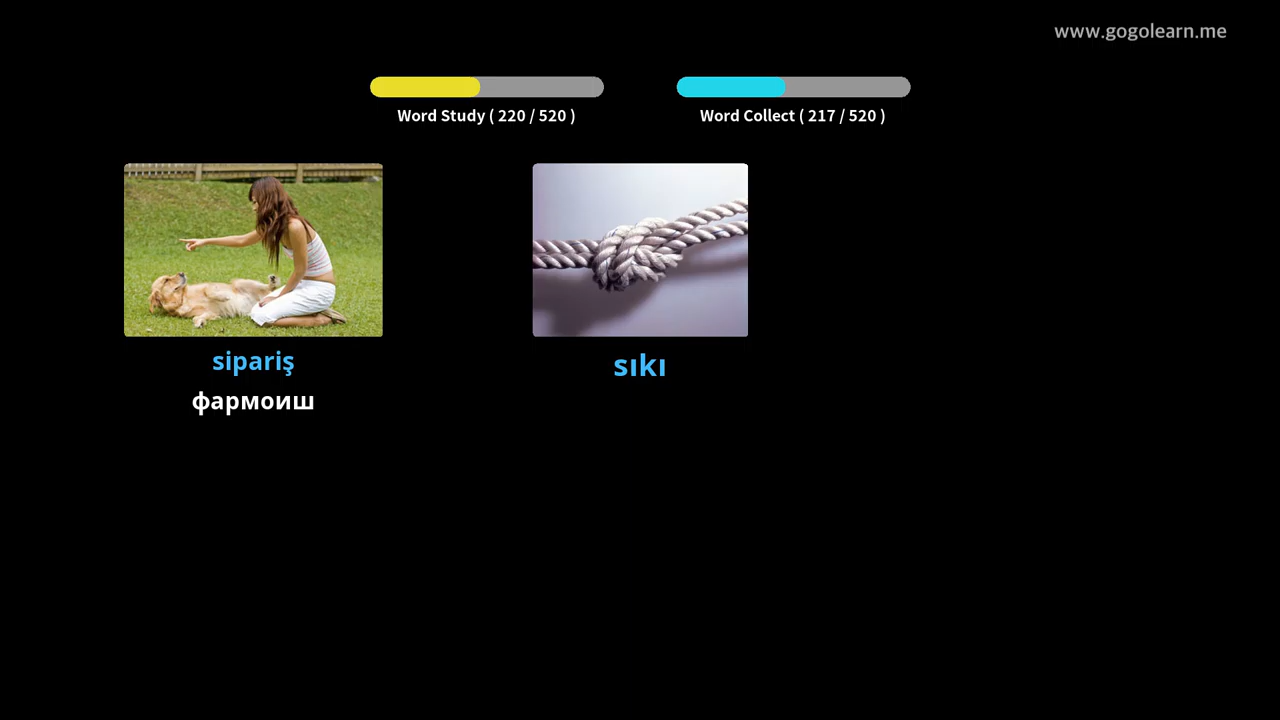 www.gogolearn.me
Word Study ( 220 / 520 )
Word Collect ( 217 / 520 )
sipariş
фармоиш
sıkı